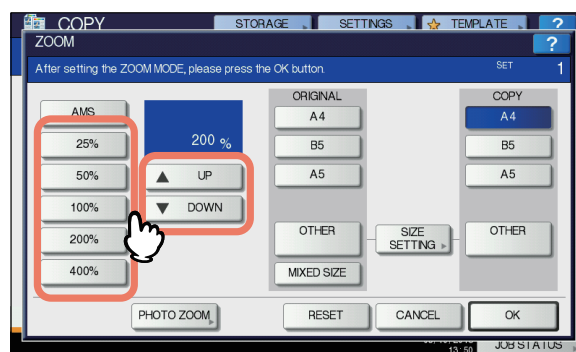 COPY STORAGE SETTINGS TEMPLATE ?
ZOOM ?
After setting the ZOOM MODE, please press the OK button. SET 1
ORIGINAL COPY
AMS A4 A4
25% 200 % B5 B5
50% UP A5 A5
100% DOWN
200% OTHER SIZE SETTING OTHER
400% MIXED SIZE
PHOTO ZOOM RESET CANCEL OK
13:50 JOB STATUS